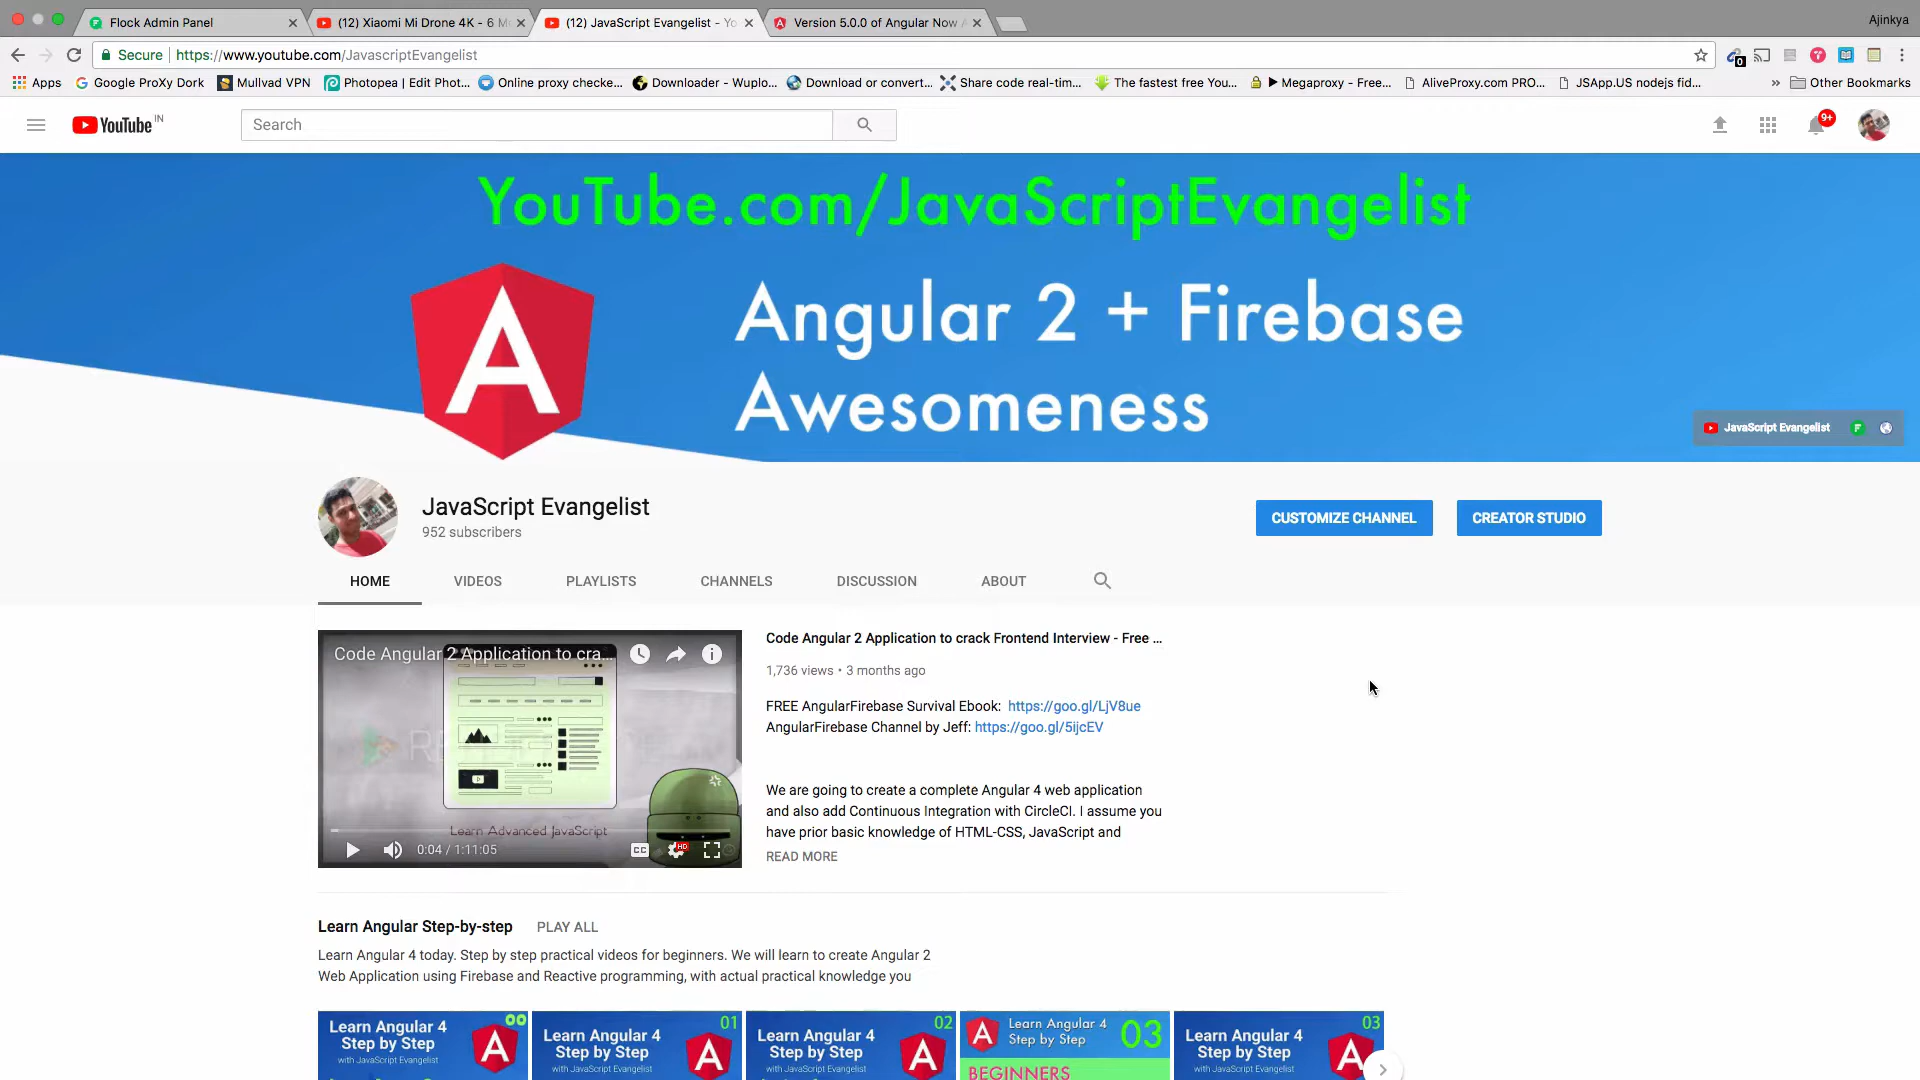 Flock Admin Panel
(12) Xiaomi Mi Drone 4K - 6 M
(12) JavaScript Evangelist - Yo
Version 5.0.0 of Angular Now A
Ajinkya
Secure
https://www.youtube.com/JavascriptEvangelist
0
Apps
Google ProXy Dork
Mullvad VPN
Photopea | Edit Phot...
Online proxy checke...
Downloader - Wuplo...
Download or convert...
Share code real-tim...
The fastest free You...
Megaproxy - Free...
AliveProxy.com PRO...
JSApp.US nodejs fid...
»
Other Bookmarks
YouTube IN
Search
9+
YouTube.com/JavaScriptEvangelist
Angular 2 + Firebase
Awesomeness
JavaScript Evangelist
JavaScript Evangelist
952 subscribers
CUSTOMIZE CHANNEL
CREATOR STUDIO
HOME
VIDEOS
PLAYLISTS
CHANNELS
DISCUSSION
ABOUT
Code Angular 2 Application to cra...
Learn Advanced JavaScript
0:04 / 1:11:05
CC
HD
Code Angular 2 Application to crack Frontend Interview - Free ...
1,736 views • 3 months ago
FREE AngularFirebase Survival Ebook: https://goo.gl/LjV8ue
AngularFirebase Channel by Jeff: https://goo.gl/5ijcEV
We are going to create a complete Angular 4 web application
and also add Continuous Integration with CircleCI. I assume you
have prior basic knowledge of HTML-CSS, JavaScript and
READ MORE
Learn Angular Step-by-step
PLAY ALL
Learn Angular 4 today. Step by step practical videos for beginners. We will learn to create Angular 2
Web Application using Firebase and Reactive programming, with actual practical knowledge you
Learn Angular 4
Step by Step
with JavaScript Evangelist
00
Learn Angular 4
Step by Step
with JavaScript Evangelist
01
Learn Angular 4
Step by Step
with JavaScript Evangelist
02
Learn Angular 4
Step by Step
03
BEGINNERS
Learn Angular 4
Step by Step
with JavaScript Evangelist
03